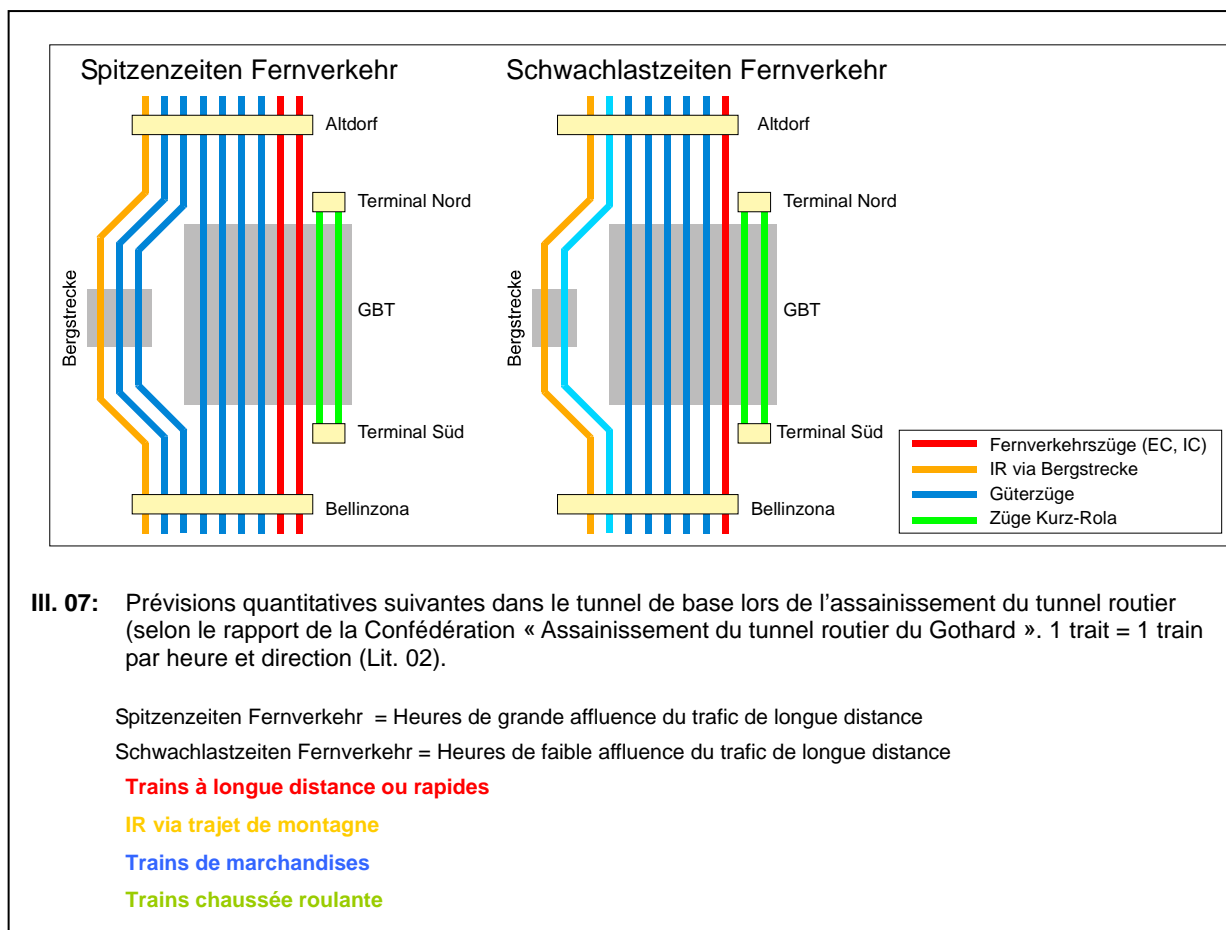 Spitzenzeiten Fernverkehr
Altdorf
Terminal Nord
Bergstrecke
GBT
Terminal Süd
Bellinzona
Schwachlastzeiten Fernverkehr
Altdorf
Terminal Nord
Bergstrecke
GBT
Terminal Süd
Bellinzona
Fernverkehrszüge (EC, IC)
IR via Bergstrecke
Güterzüge
Züge Kurz-Rola
III. 07: Prévisions quantitatives suivantes dans le tunnel de base lors de l’assainissement du tunnel routier
(selon le rapport de la Confédération « Assainissement du tunnel routier du Gothard ». 1 trait = 1 train
par heure et direction (Lit. 02).
Spitzenzeiten Fernverkehr = Heures de grande affluence du trafic de longue distance
Schwachlastzeiten Fernverkehr = Heures de faible affluence du trafic de longue distance
Trains à longue distance ou rapides
IR via trajet de montagne
Trains de marchandises
Trains chaussée roulante